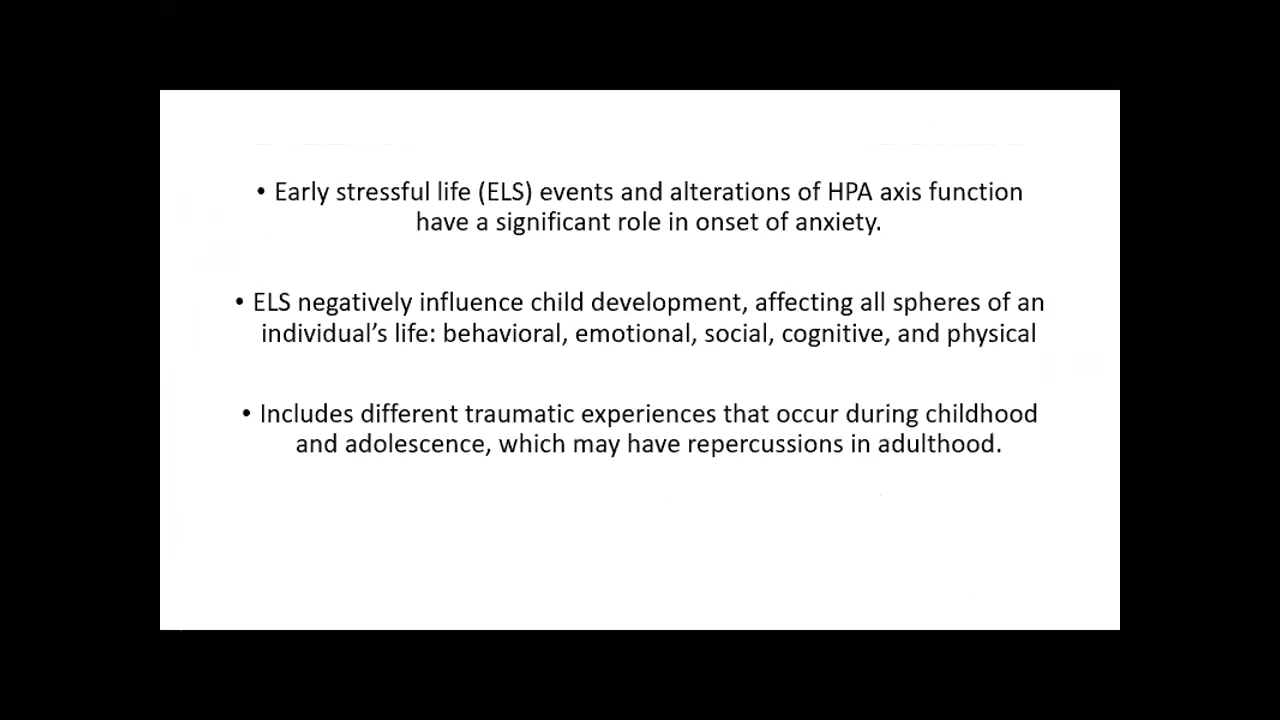 • Early stressful life (ELS) events and alterations of HPA axis function
have a significant role in onset of anxiety.
• ELS negatively influence child development, affecting all spheres of an
individual’s life: behavioral, emotional, social, cognitive, and physical
• Includes different traumatic experiences that occur during childhood
and adolescence, which may have repercussions in adulthood.